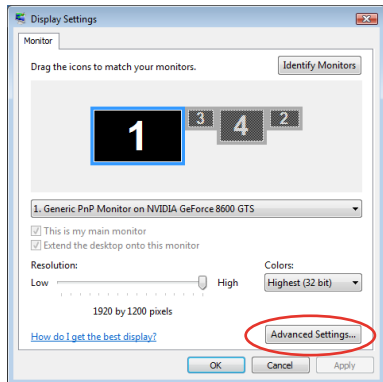 Display Settings
Monitor
Drag the icons to match your monitors.
Identify Monitors
1
3
4
2
1. Generic PnP Monitor on NVIDIA GeForce 8600 GTS
This is my main monitor
Extend the desktop onto this monitor
Resolution:
Colors:
Low
High
Highest (32 bit)
1920 by 1200 pixels
How do I get the best display?
Advanced Settings...
OK
Cancel
Apply